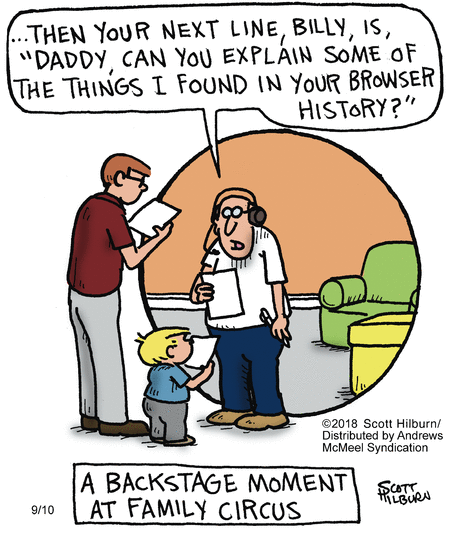 ...THEN YOUR NEXT LINE, BILLY, IS,
"DADDY, CAN YOU EXPLAIN SOME OF
THE THINGS I FOUND IN YOUR BROWSER
HISTORY?"
©2018 Scott Hilburn/
Distributed by Andrews
McMeel Syndication
A BACKSTAGE MOMENT
AT FAMILY CIRCUS
SCOTT
HILBURN
9/10